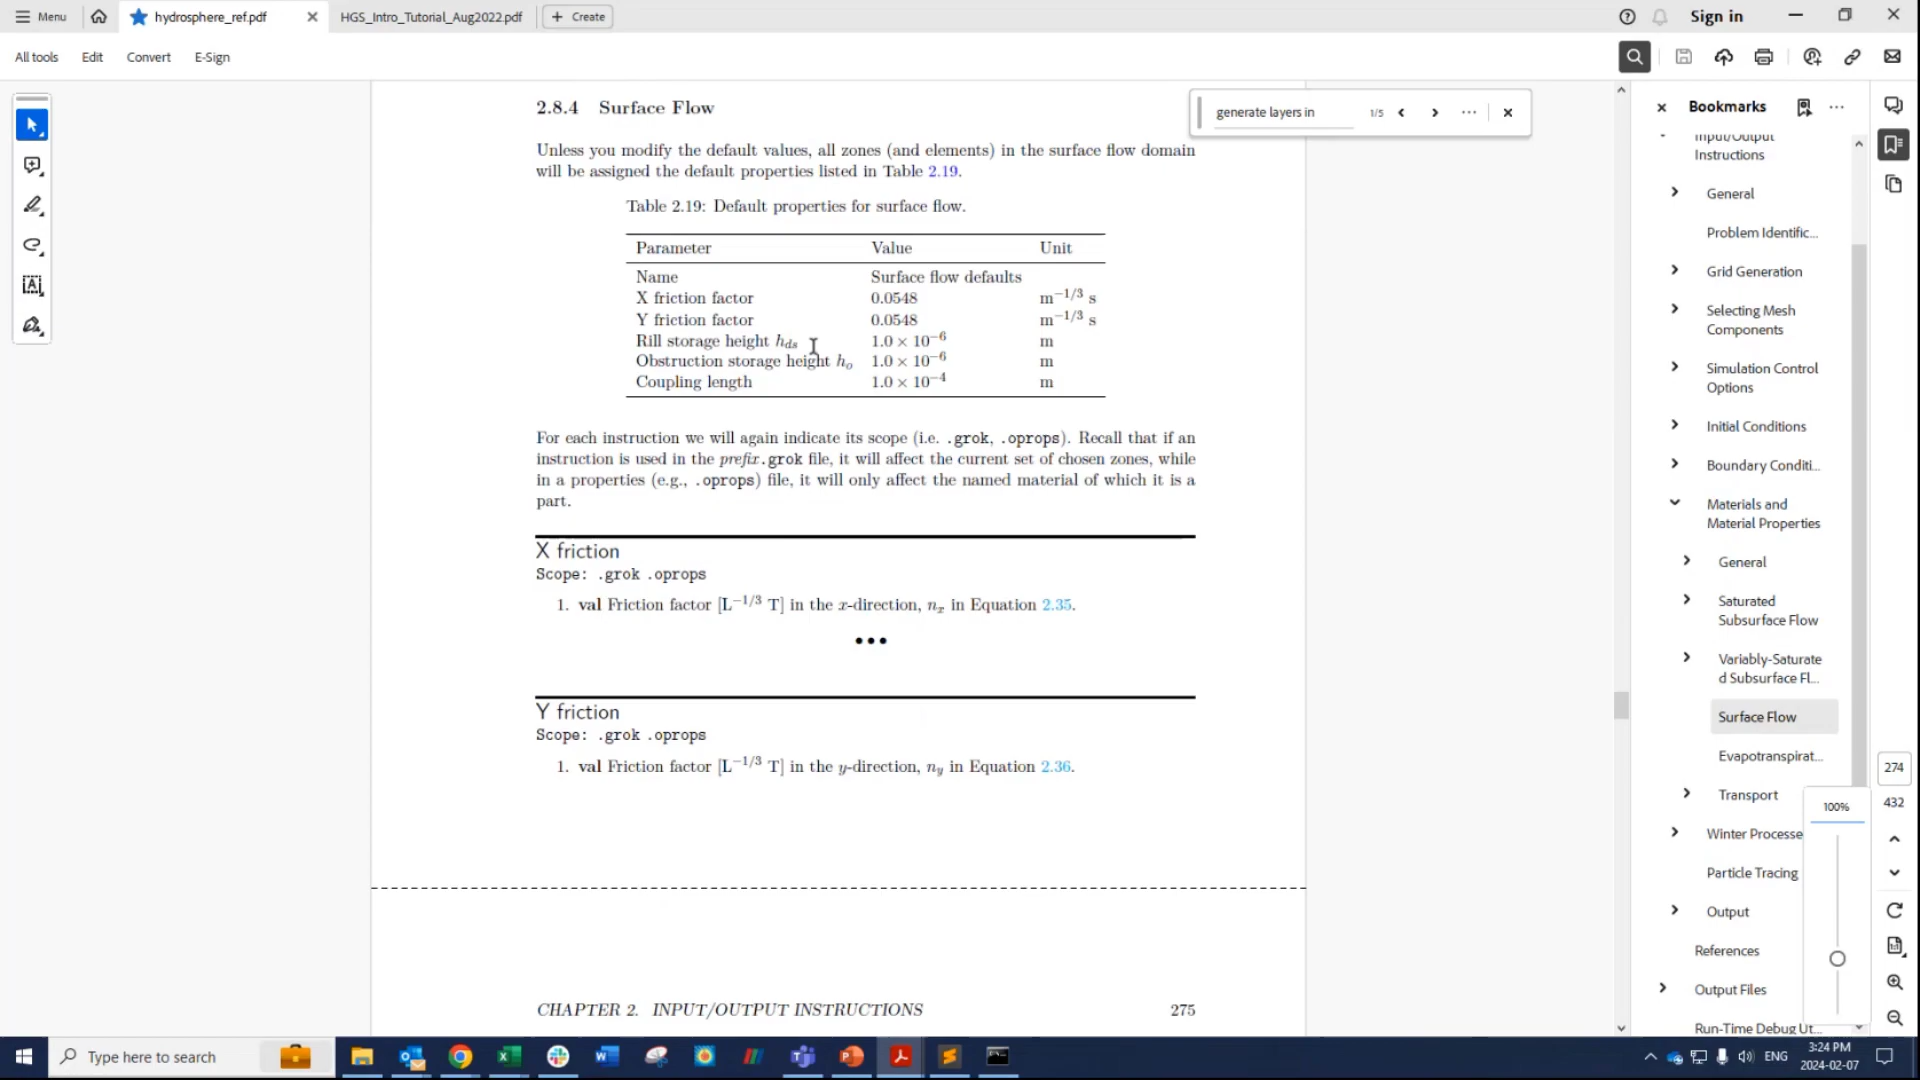 Menu
hydrosphere_ref.pdf
HGS_Intro_Tutorial_Aug2022.pdf
+ Create
Sign in
All tools
Edit
Convert
E-Sign
2.8.4 Surface Flow
Unless you modify the default values, all zones (and elements) in the surface flow domain
will be assigned the default properties listed in Table 2.19.
Table 2.19: Default properties for surface flow.
Parameter Value Unit
Name Surface flow defaults
X friction factor 0.0548 m⁻¹/³ s
Y friction factor 0.0548 m⁻¹/³ s
Rill storage height h_ds 1.0 × 10⁻⁶ m
Obstruction storage height h_o 1.0 × 10⁻⁶ m
Coupling length 1.0 × 10⁻⁴ m
For each instruction we will again indicate its scope (i.e. .grok, .oprops). Recall that if an
instruction is used in the prefix.grok file, it will affect the current set of chosen zones, while
in a properties (e.g., .oprops) file, it will only affect the named material of which it is a
part.
X friction
Scope: .grok .oprops
1. val Friction factor [L⁻¹/³ T] in the x-direction, n_x in Equation 2.35.
•••
Y friction
Scope: .grok .oprops
1. val Friction factor [L⁻¹/³ T] in the y-direction, n_y in Equation 2.36.
CHAPTER 2. INPUT/OUTPUT INSTRUCTIONS 275
generate layers in
1/5
Bookmarks
Input/Output
Instructions
General
Problem Identific...
Grid Generation
Selecting Mesh
Components
Simulation Control
Options
Initial Conditions
Boundary Conditi...
Materials and
Material Properties
General
Saturated
Subsurface Flow
Variably-Saturate
d Subsurface Fl...
Surface Flow
Evapotranspirat...
Transport
Winter Processe
Particle Tracing
Output
References
Output Files
Run-Time Debug Ut...
274
432
100%
Type here to search
ENG
3:24 PM
2024-02-07